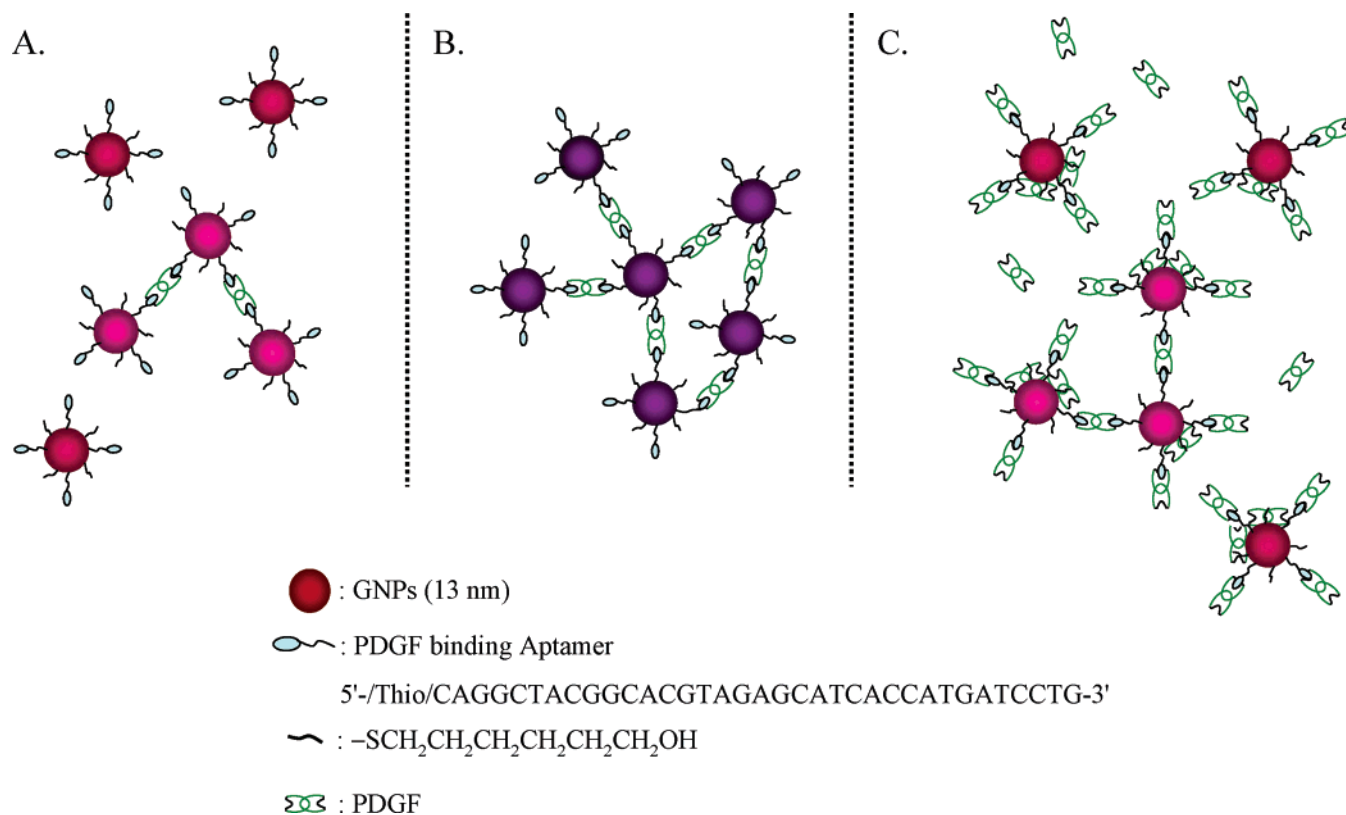 A.
B.
C.
: GNPs (13 nm)
: PDGF binding Aptamer
5'-/Thio/CAGGCTACGGCACGTAGAGCATCACCATGATCCTG-3'
: –SCH₂CH₂CH₂CH₂CH₂CH₂OH
: PDGF